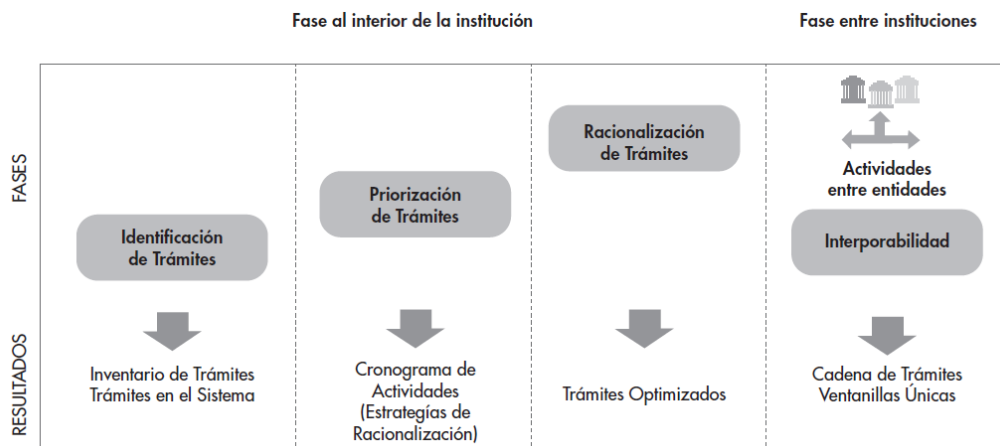 Fase al interior de la institución
Fase entre instituciones
FASES
Identificación
de Trámites
Priorización
de Trámites
Racionalización
de Trámites
Actividades
entre entidades
Interporabilidad
RESULTADOS
Inventario de Trámites
Trámites en el Sistema
Cronograma de
Actividades
(Estrategías de
Racionalización)
Trámites Optimizados
Cadena de Trámites
Ventanillas Únicas